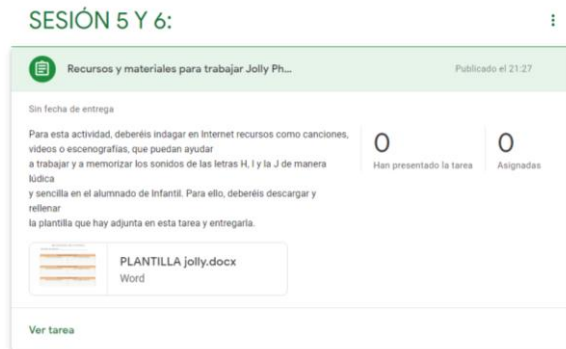 SESIÓN 5 Y 6:
Recursos y materiales para trabajar Jolly Ph...
Publicado el 21:27
Sin fecha de entrega
Para esta actividad, deberéis indagar en Internet recursos como canciones,
videos o escenografías, que puedan ayudar
a trabajar y a memorizar los sonidos de las letras H, I y la J de manera
lúdica
y sencilla en el alumnado de Infantil. Para ello, deberéis descargar y
rellenar
la plantilla que hay adjunta en esta tarea y entregarla.
0
Han presentado la tarea
0
Asignadas
PLANTILLA jolly.docx
Word
Ver tarea